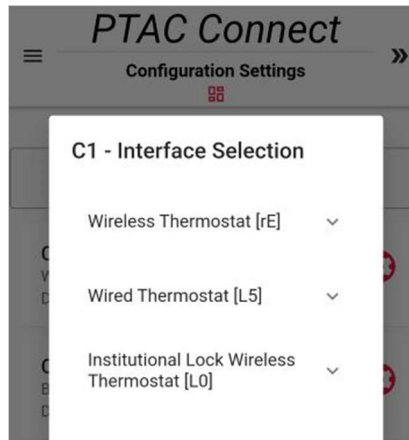 PTAC Connect
Configuration Settings
C1 - Interface Selection
Wireless Thermostat [rE]
Wired Thermostat [L5]
Institutional Lock Wireless
Thermostat [L0]